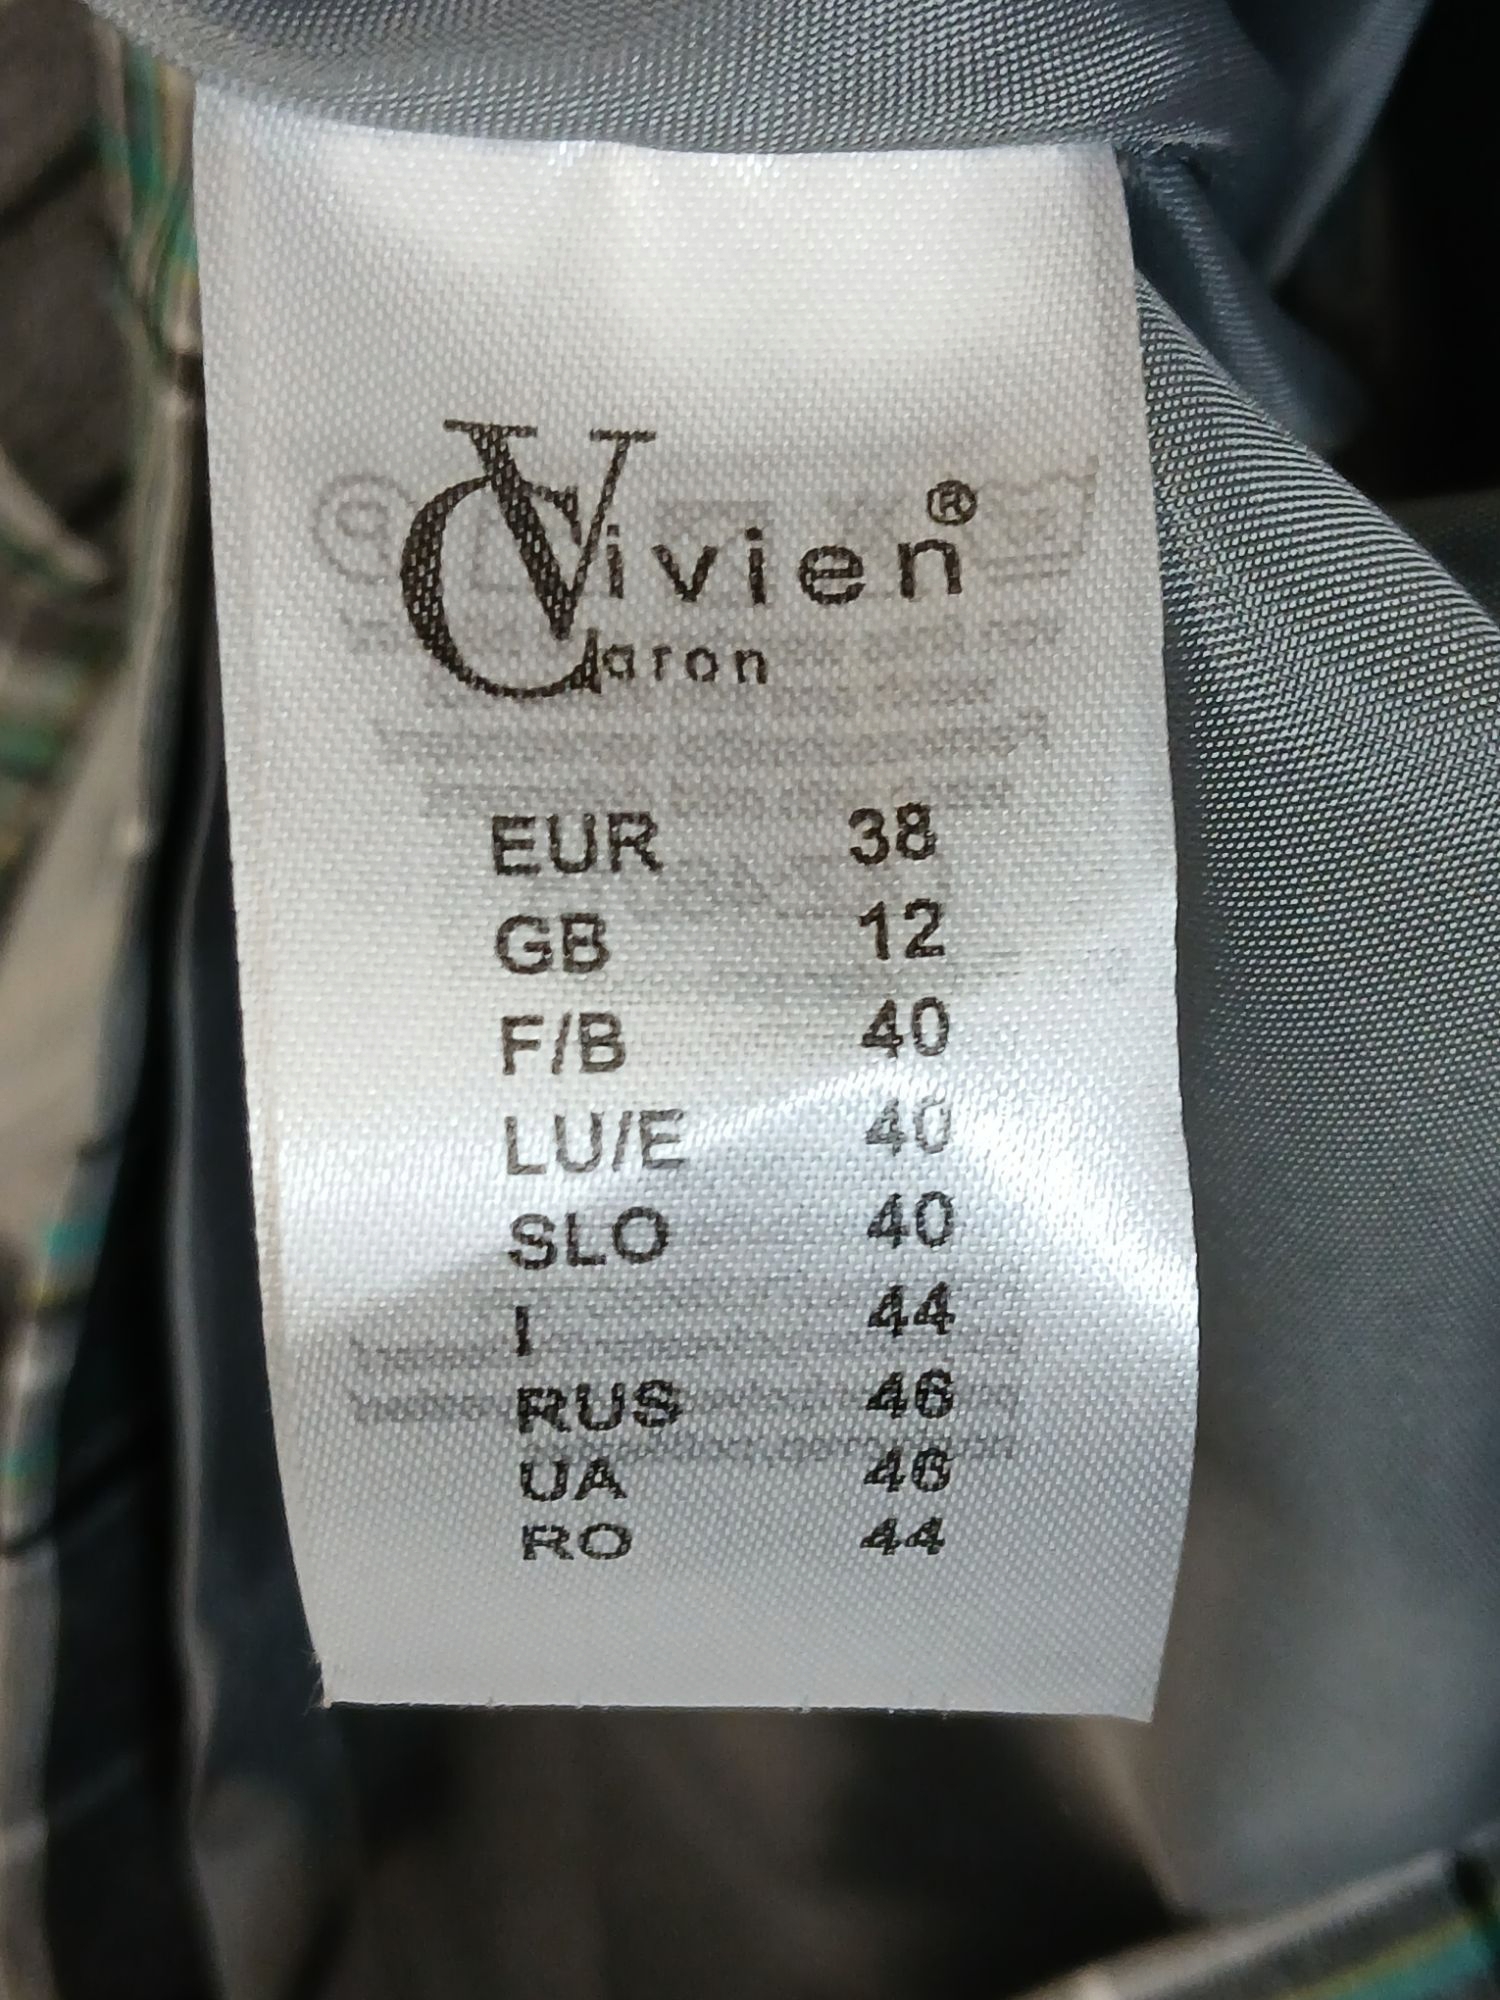 Vivien®
Caron
EUR 38
GB 12
F/B 40
LU/E 40
SLO 40
I 44
RUS 46
UA 46
RO 44